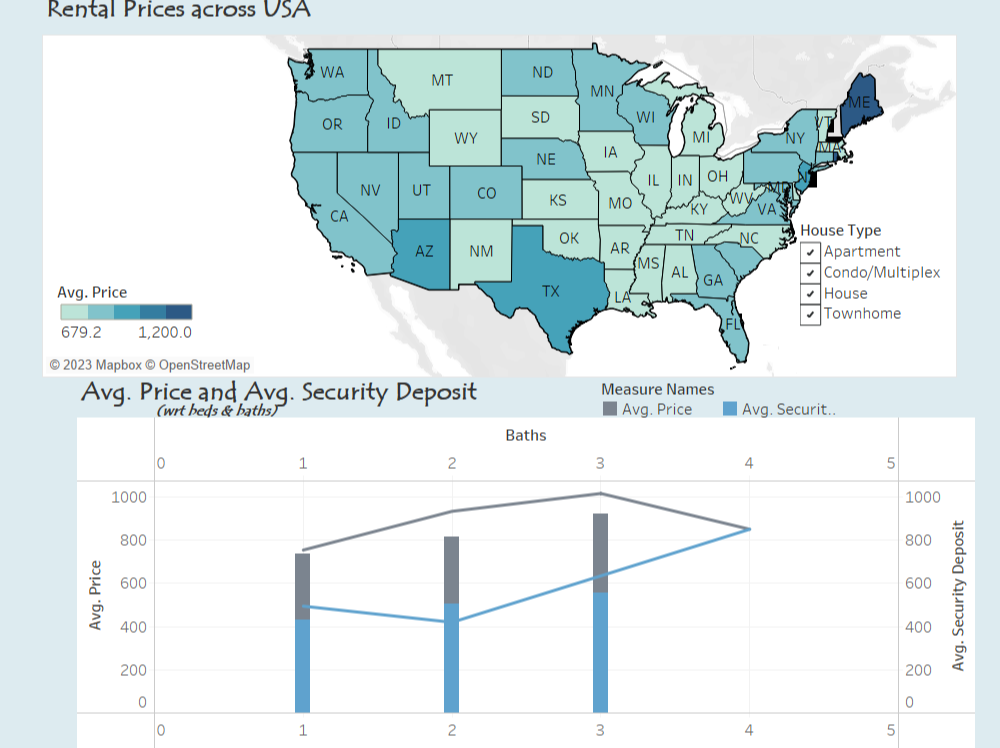 Rental Prices across USA
WA
MT
ND
MN
ME
OR
ID
SD
WI
VT
WY
MI
NY
MA
NE
IA
NV
UT
CO
IL
IN
OH
KS
MO
WV
MD
CA
KY
VA
AZ
NM
OK
TN
NC
AR
MS
AL
GA
TX
LA
FL
House Type
Apartment
Condo/Multiplex
House
Townhome
Avg. Price
679.2 1,200.0
© 2023 Mapbox © OpenStreetMap
Avg. Price and Avg. Security Deposit
(wrt beds & baths)
Measure Names
Avg. Price Avg. Securit..
Baths
0 1 2 3 4 5
1000 1000
800 800
600 600
400 400
200 200
0 0
Avg. Price
Avg. Security Deposit
0 1 2 3 4 5